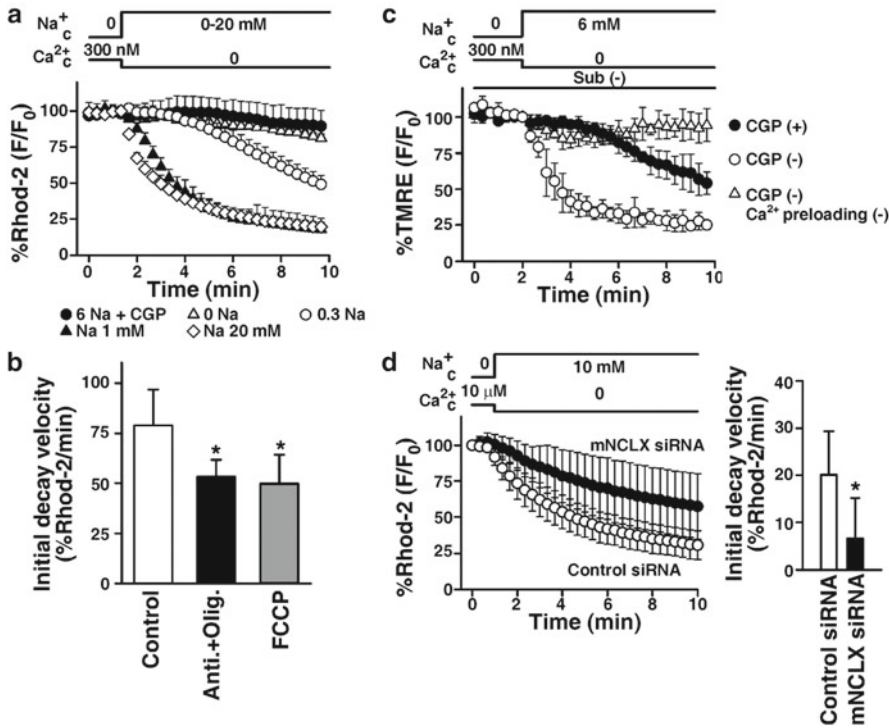 a
Na⁺c 0 0-20 mM
Ca²⁺c 300 nM 0
%Rhod-2 (F/F₀)
100
75
50
25
0
0 2 4 6 8 10
Time (min)
● 6 Na + CGP △ 0 Na ○ 0.3 Na
▲ Na 1 mM ◇ Na 20 mM
b
Initial decay velocity
(%Rhod-2/min)
100
75
50
25
0
* *
Control
Anti.+Olig.
FCCP
c
Na⁺c 0 6 mM
Ca²⁺c 300 nM 0
Sub (-)
%TMRE (F/F₀)
100
75
50
25
0
0 2 4 6 8 10
Time (min)
● CGP (+)
○ CGP (-)
△ CGP (-)
Ca²⁺ preloading (-)
d
Na⁺c 0 10 mM
Ca²⁺c 10 μM 0
%Rhod-2 (F/F₀)
100
75
50
25
0
mNCLX siRNA
Control siRNA
0 2 4 6 8 10
Time (min)
Initial decay velocity
(%Rhod-2/min)
40
30
20
10
0
*
Control siRNA
mNCLX siRNA